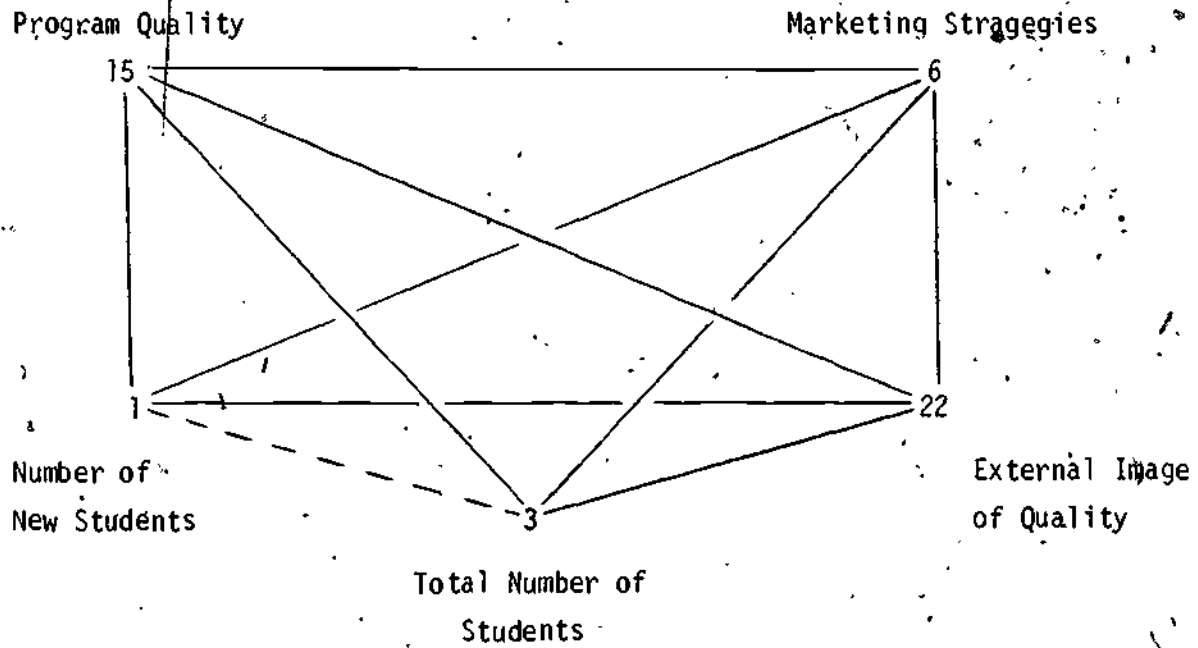 Program Quality
Marketing Stragegies
15
6
1
22
Number of
New Students
External Image
of Quality
3
Total Number of
Students